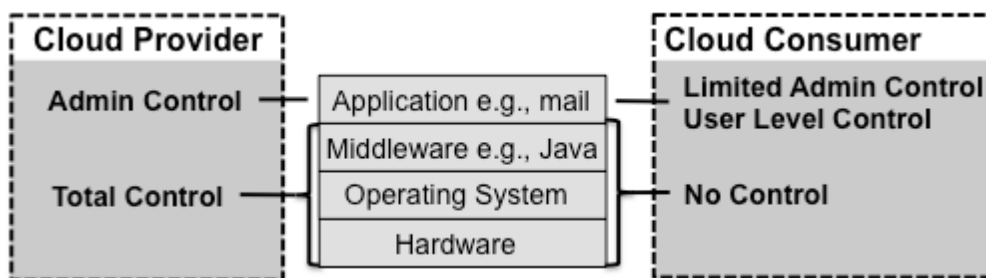 Cloud Provider
Admin Control
Total Control
Application e.g., mail
Middleware e.g., Java
Operating System
Hardware
Cloud Consumer
Limited Admin Control
User Level Control
No Control